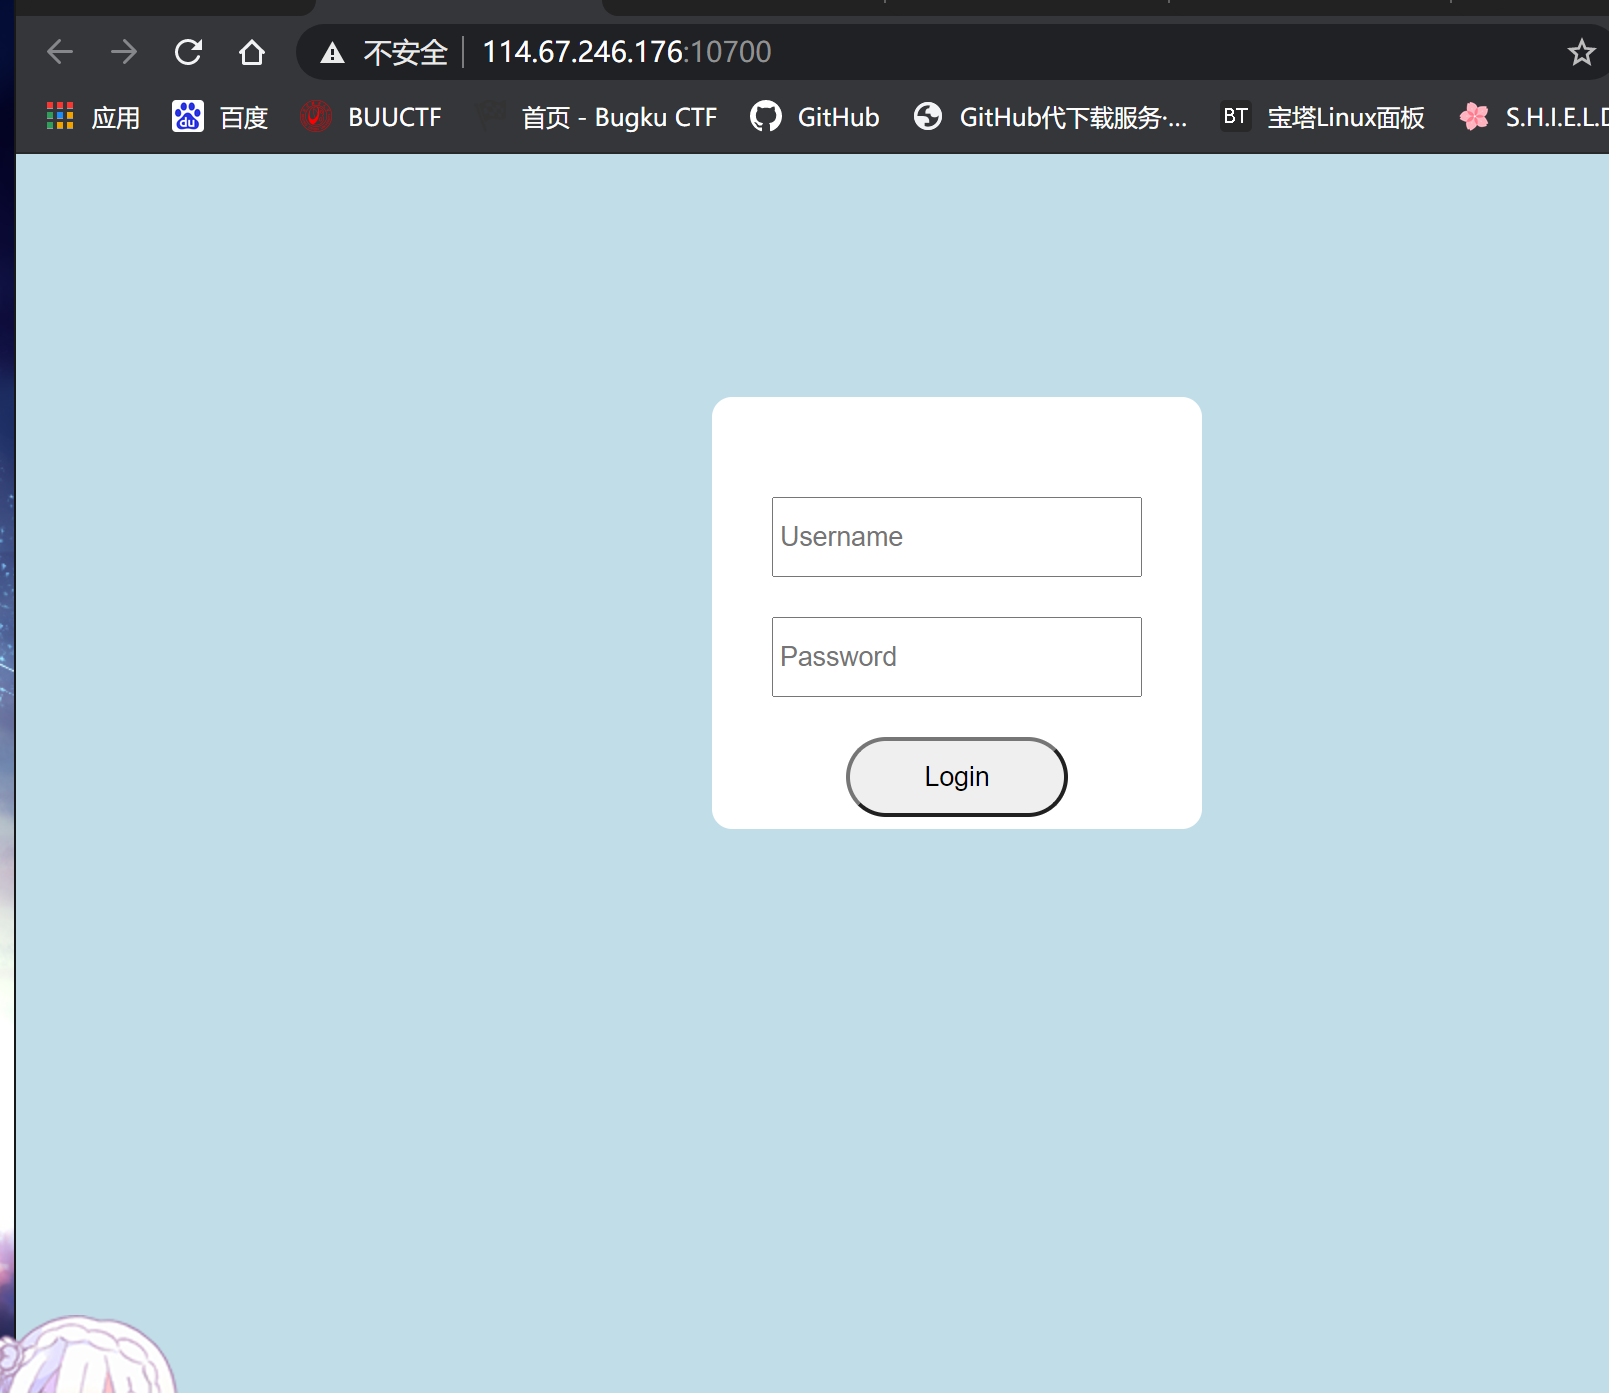 不安全 114.67.246.176:10700
应用 百度 BUUCTF 首页 - Bugku CTF GitHub GitHub代下载服务·... BT 宝塔Linux面板 S.H.I.E.L.D
du
Username
Password
Login